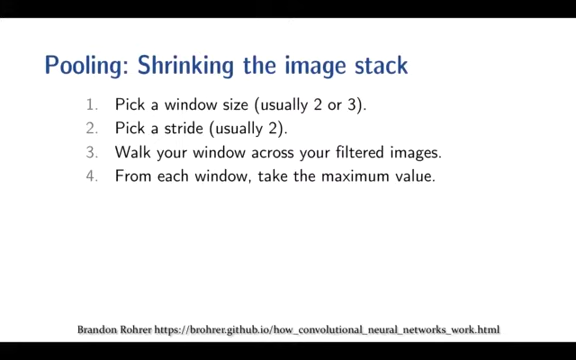 Pooling: Shrinking the image stack
1. Pick a window size (usually 2 or 3).
2. Pick a stride (usually 2).
3. Walk your window across your filtered images.
4. From each window, take the maximum value.
Brandon Rohrer https://brohrer.github.io/how_convolutional_neural_networks_work.html